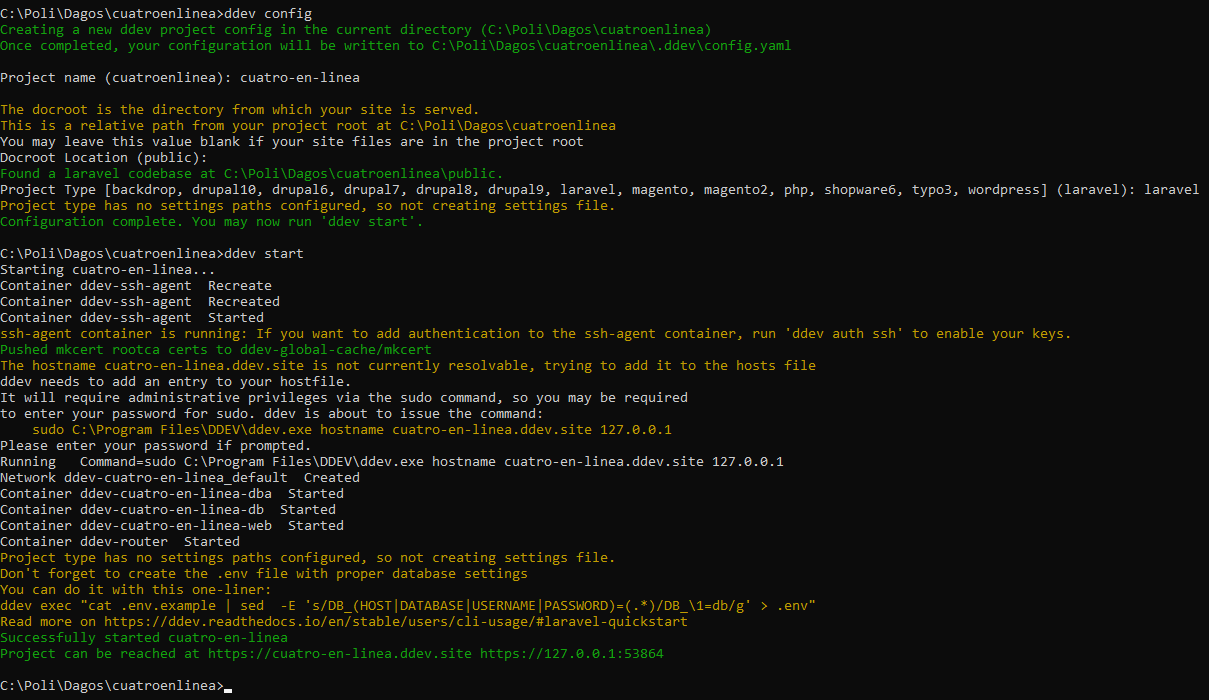 C:\Poli\Dagos\cuatroenlinea>ddev config
Creating a new ddev project config in the current directory (C:\Poli\Dagos\cuatroenlinea)
Once completed, your configuration will be written to C:\Poli\Dagos\cuatroenlinea\.ddev\config.yaml
Project name (cuatroenlinea): cuatro-en-linea
The docroot is the directory from which your site is served.
This is a relative path from your project root at C:\Poli\Dagos\cuatroenlinea
You may leave this value blank if your site files are in the project root
Docroot Location (public):
Found a laravel codebase at C:\Poli\Dagos\cuatroenlinea\public.
Project Type [backdrop, drupal10, drupal6, drupal7, drupal8, drupal9, laravel, magento, magento2, php, shopware6, typo3, wordpress] (laravel): laravel
Project type has no settings paths configured, so not creating settings file.
Configuration complete. You may now run 'ddev start'.
C:\Poli\Dagos\cuatroenlinea>ddev start
Starting cuatro-en-linea...
Container ddev-ssh-agent  Recreate
Container ddev-ssh-agent  Recreated
Container ddev-ssh-agent  Started
ssh-agent container is running: If you want to add authentication to the ssh-agent container, run 'ddev auth ssh' to enable your keys.
Pushed mkcert rootca certs to ddev-global-cache/mkcert
The hostname cuatro-en-linea.ddev.site is not currently resolvable, trying to add it to the hosts file
ddev needs to add an entry to your hostfile.
It will require administrative privileges via the sudo command, so you may be required
to enter your password for sudo. ddev is about to issue the command:
    sudo C:\Program Files\DDEV\ddev.exe hostname cuatro-en-linea.ddev.site 127.0.0.1
Please enter your password if prompted.
Running   Command=sudo C:\Program Files\DDEV\ddev.exe hostname cuatro-en-linea.ddev.site 127.0.0.1
Network ddev-cuatro-en-linea_default  Created
Container ddev-cuatro-en-linea-dba  Started
Container ddev-cuatro-en-linea-db  Started
Container ddev-cuatro-en-linea-web  Started
Container ddev-router  Started
Project type has no settings paths configured, so not creating settings file.
Don't forget to create the .env file with proper database settings
You can do it with this one-liner:
ddev exec "cat .env.example | sed  -E 's/DB_(HOST|DATABASE|USERNAME|PASSWORD)=(.*)/DB_\1=db/g' > .env"
Read more on https://ddev.readthedocs.io/en/stable/users/cli-usage/#laravel-quickstart
Successfully started cuatro-en-linea
Project can be reached at https://cuatro-en-linea.ddev.site https://127.0.0.1:53864
C:\Poli\Dagos\cuatroenlinea>